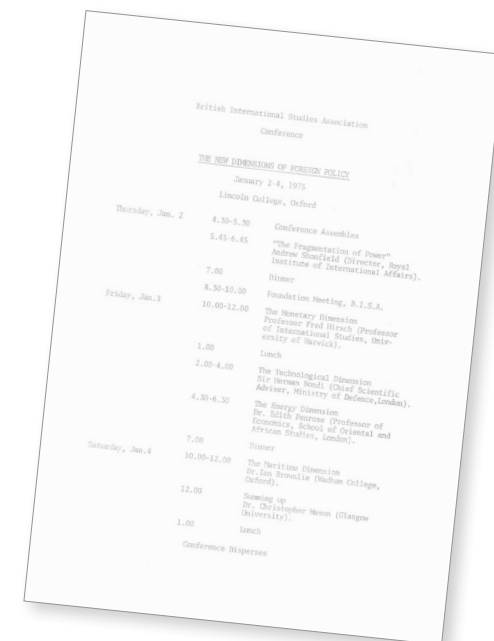 British International Studies Association
Conference
THE NEW DIMENSIONS OF FOREIGN POLICY
January 2-4, 1975
Lincoln College, Oxford
Thursday, Jan. 2 4.30-5.30 Conference Assembles
5.45-6.45 "The Fragmentation of Power"
Andrew Shonfield (Director, Royal
Institute of International Affairs).
7.00 Dinner
8.30-10.00 Foundation Meeting, B.I.S.A.
Friday, Jan.3 10.00-12.00 The Monetary Dimension
Professor Fred Hirsch (Professor
of International Studies, Univ-
ersity of Warwick).
1.00 Lunch
2.00-4.00 The Technological Dimension
Sir Herman Bondi (Chief Scientific
Adviser, Ministry of Defence,London).
4.30-6.30 The Energy Dimension
Dr. Edith Penrose (Professor of
Economics, School of Oriental and
African Studies, London).
7.00 Dinner
Saturday, Jan.4 10.00-12.00 The Maritime Dimension
Dr.Ian Brownlie (Wadham College,
Oxford).
12.00 Summing up
Dr. Christopher Mason (Glasgow
University).
1.00 Lunch
Conference Disperses